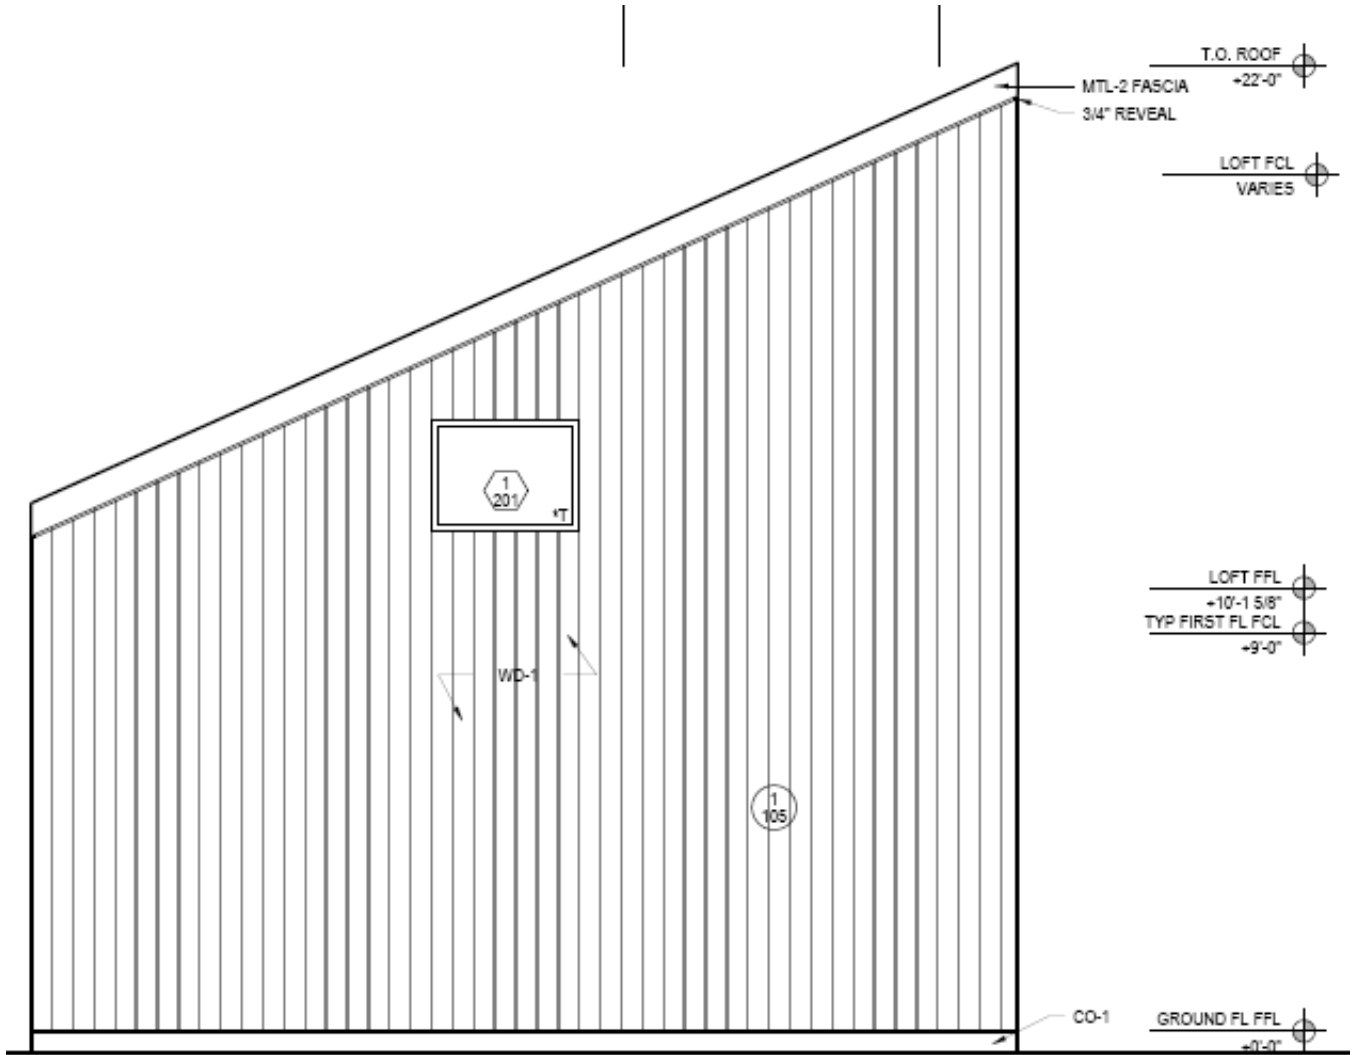 T.O. ROOF
+22'-0"
MTL-2 FASCIA
3/4" REVEAL
LOFT FCL
VARIES
1
201
*T
LOFT FFL
+10'-1 5/8"
TYP FIRST FL FCL
+9'-0"
WD-1
1
105
CO-1
GROUND FL FFL
+0'-0"